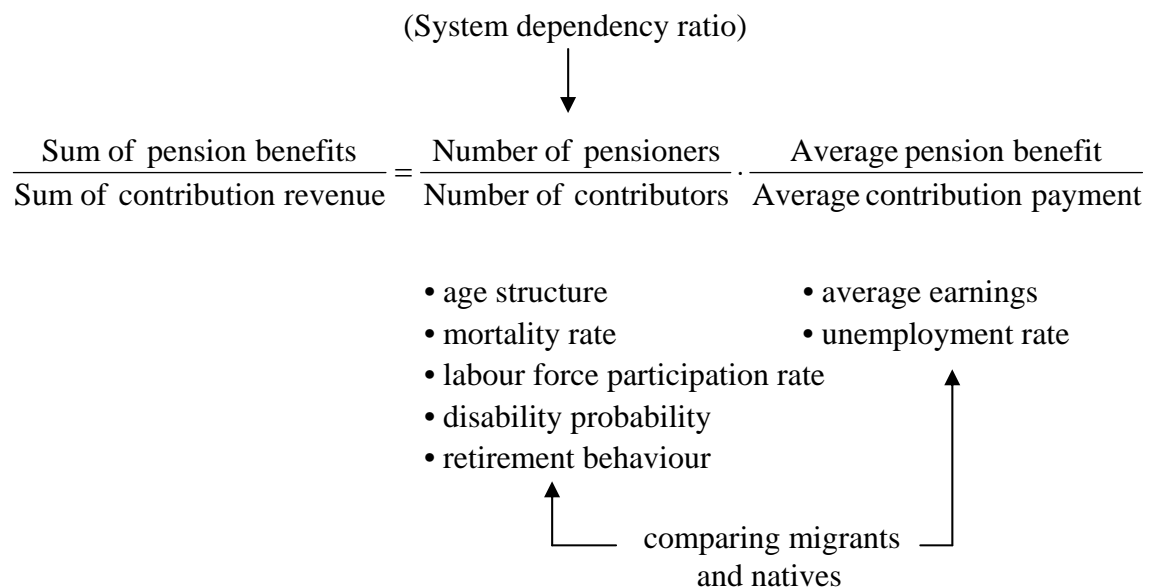 (System dependency ratio)
Sum of pension benefits / Sum of contribution revenue = Number of pensioners / Number of contributors · Average pension benefit / Average contribution payment
• age structure
• mortality rate
• labour force participation rate
• disability probability
• retirement behaviour
• average earnings
• unemployment rate
comparing migrants
and natives